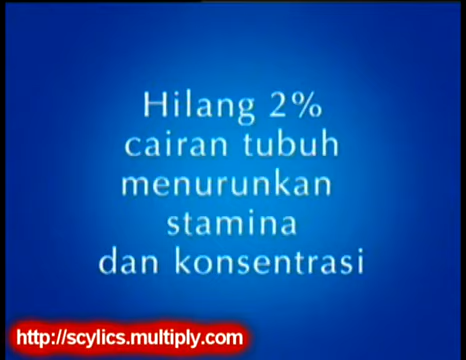 Hilang 2%
cairan tubuh
menurunkan
stamina
dan konsentrasi
http://scylics.multiply.com